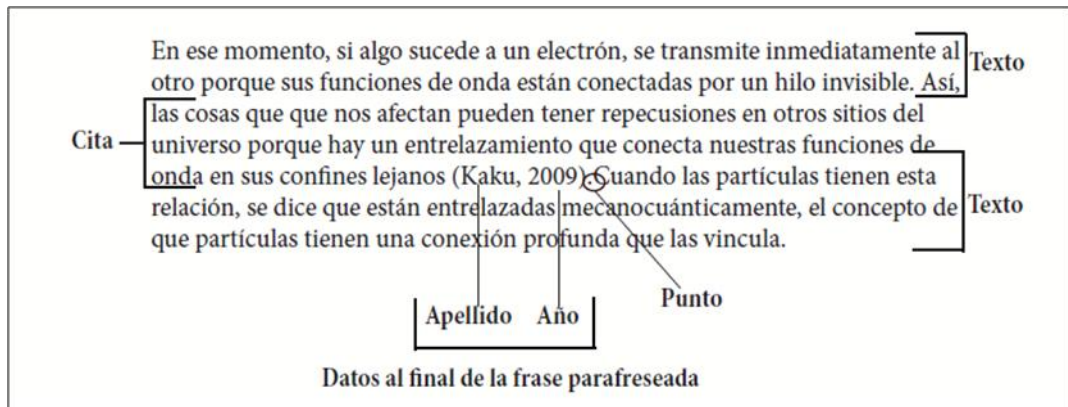 En ese momento, si algo sucede a un electrón, se transmite inmediatamente al
Texto
otro porque sus funciones de onda están conectadas por un hilo invisible. Así,
las cosas que que nos afectan pueden tener repecusiones en otros sitios del
Cita
universo porque hay un entrelazamiento que conecta nuestras funciones de
onda en sus confines lejanos (Kaku, 2009). Cuando las partículas tienen esta
relación, se dice que están entrelazadas mecanocuánticamente, el concepto de
Texto
que partículas tienen una conexión profunda que las vincula.
Punto
Apellido Año
Datos al final de la frase parafreseada